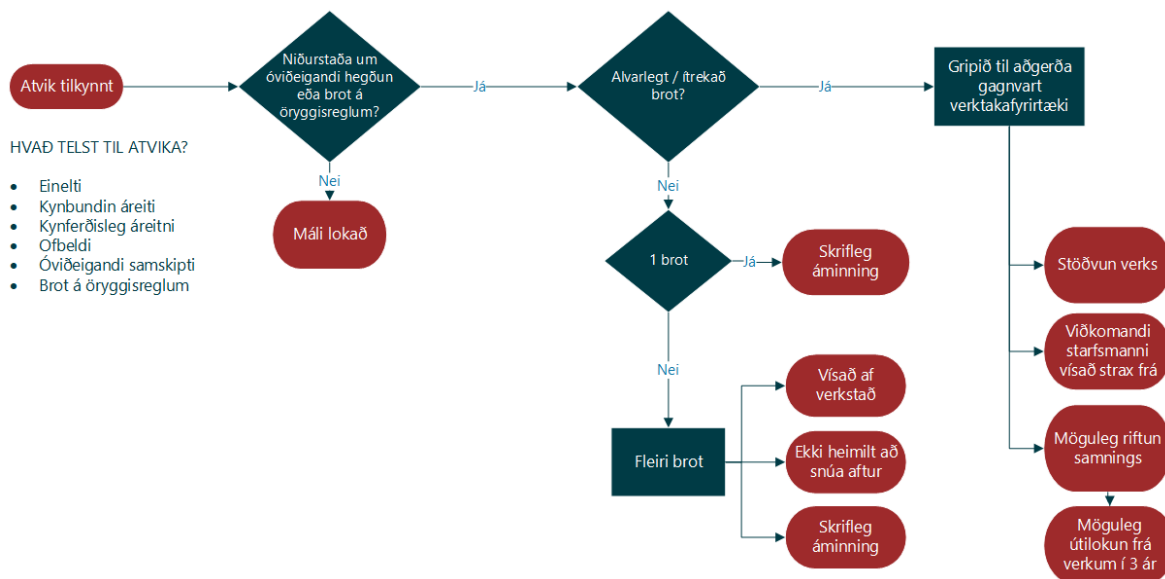 Atvik tilkynnt
Niðurstaða um
óviðeigandi hegðun
eða brot á
öryggisreglum?
Já
Alvarlegt / ítrekað
brot?
Já
Gripið til aðgerða
gagnvart
verktakafyrirtæki
HVAÐ TELST TIL ATVIKA?
• Einelti
• Kynbundin áreiti
• Kynferðisleg áreitni
• Ofbeldi
• Óviðeigandi samskipti
• Brot á öryggisreglum
Nei
Máli lokað
Nei
1 brot
Já
Skrifleg
áminning
Nei
Fleiri brot
Vísað af
verkstað
Ekki heimilt að
snúa aftur
Skrifleg
áminning
Stöðvun verks
Viðkomandi
starfsmanni
vísað strax frá
Möguleg riftun
samnings
Möguleg
útilokun frá
verkum í 3 ár